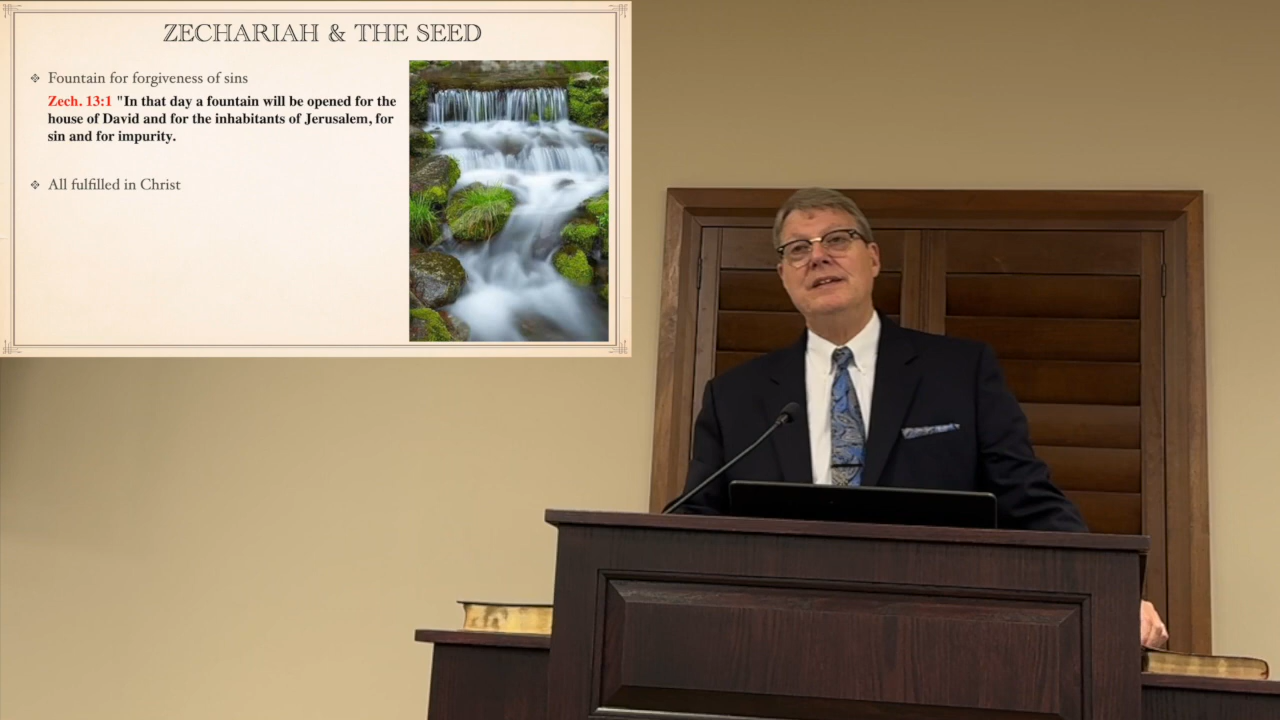 ZECHARIAH & THE SEED
Fountain for forgiveness of sins
Zech. 13:1 "In that day a fountain will be opened for the
house of David and for the inhabitants of Jerusalem, for
sin and for impurity.
All fulfilled in Christ